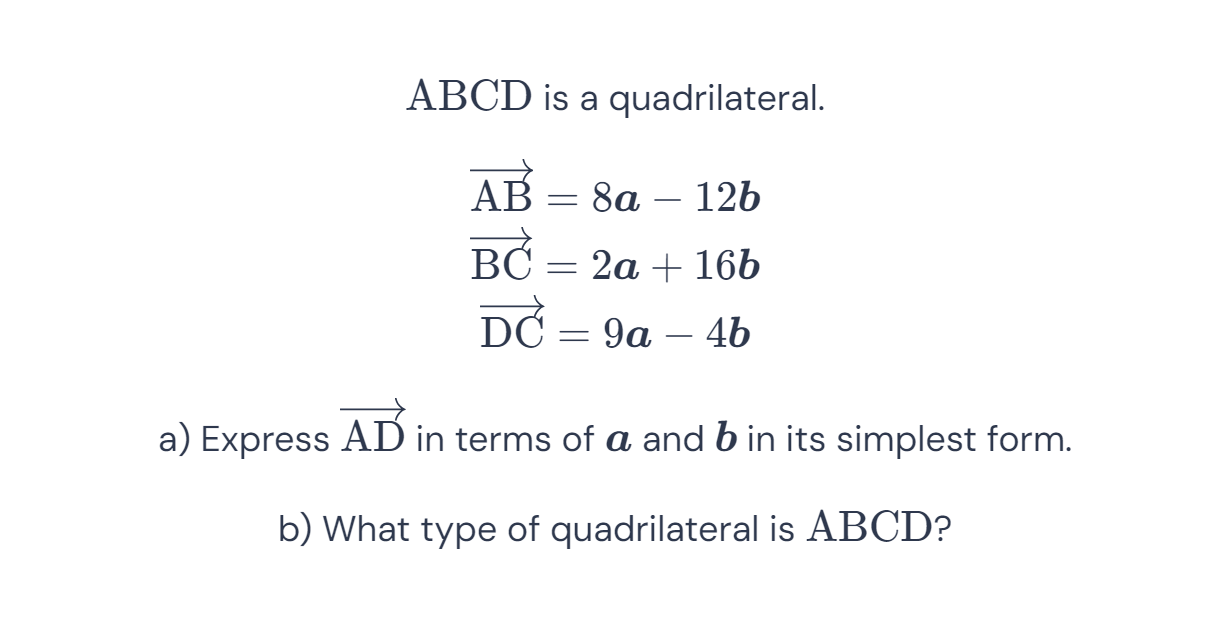 ABCD is a quadrilateral.
$\overrightarrow{\mathrm{AB}} = 8\boldsymbol{a} - 12\boldsymbol{b}$
$\overrightarrow{\mathrm{BC}} = 2\boldsymbol{a} + 16\boldsymbol{b}$
$\overrightarrow{\mathrm{DC}} = 9\boldsymbol{a} - 4\boldsymbol{b}$
a) Express $\overrightarrow{\mathrm{AD}}$ in terms of $\boldsymbol{a}$ and $\boldsymbol{b}$ in its simplest form.
b) What type of quadrilateral is ABCD?